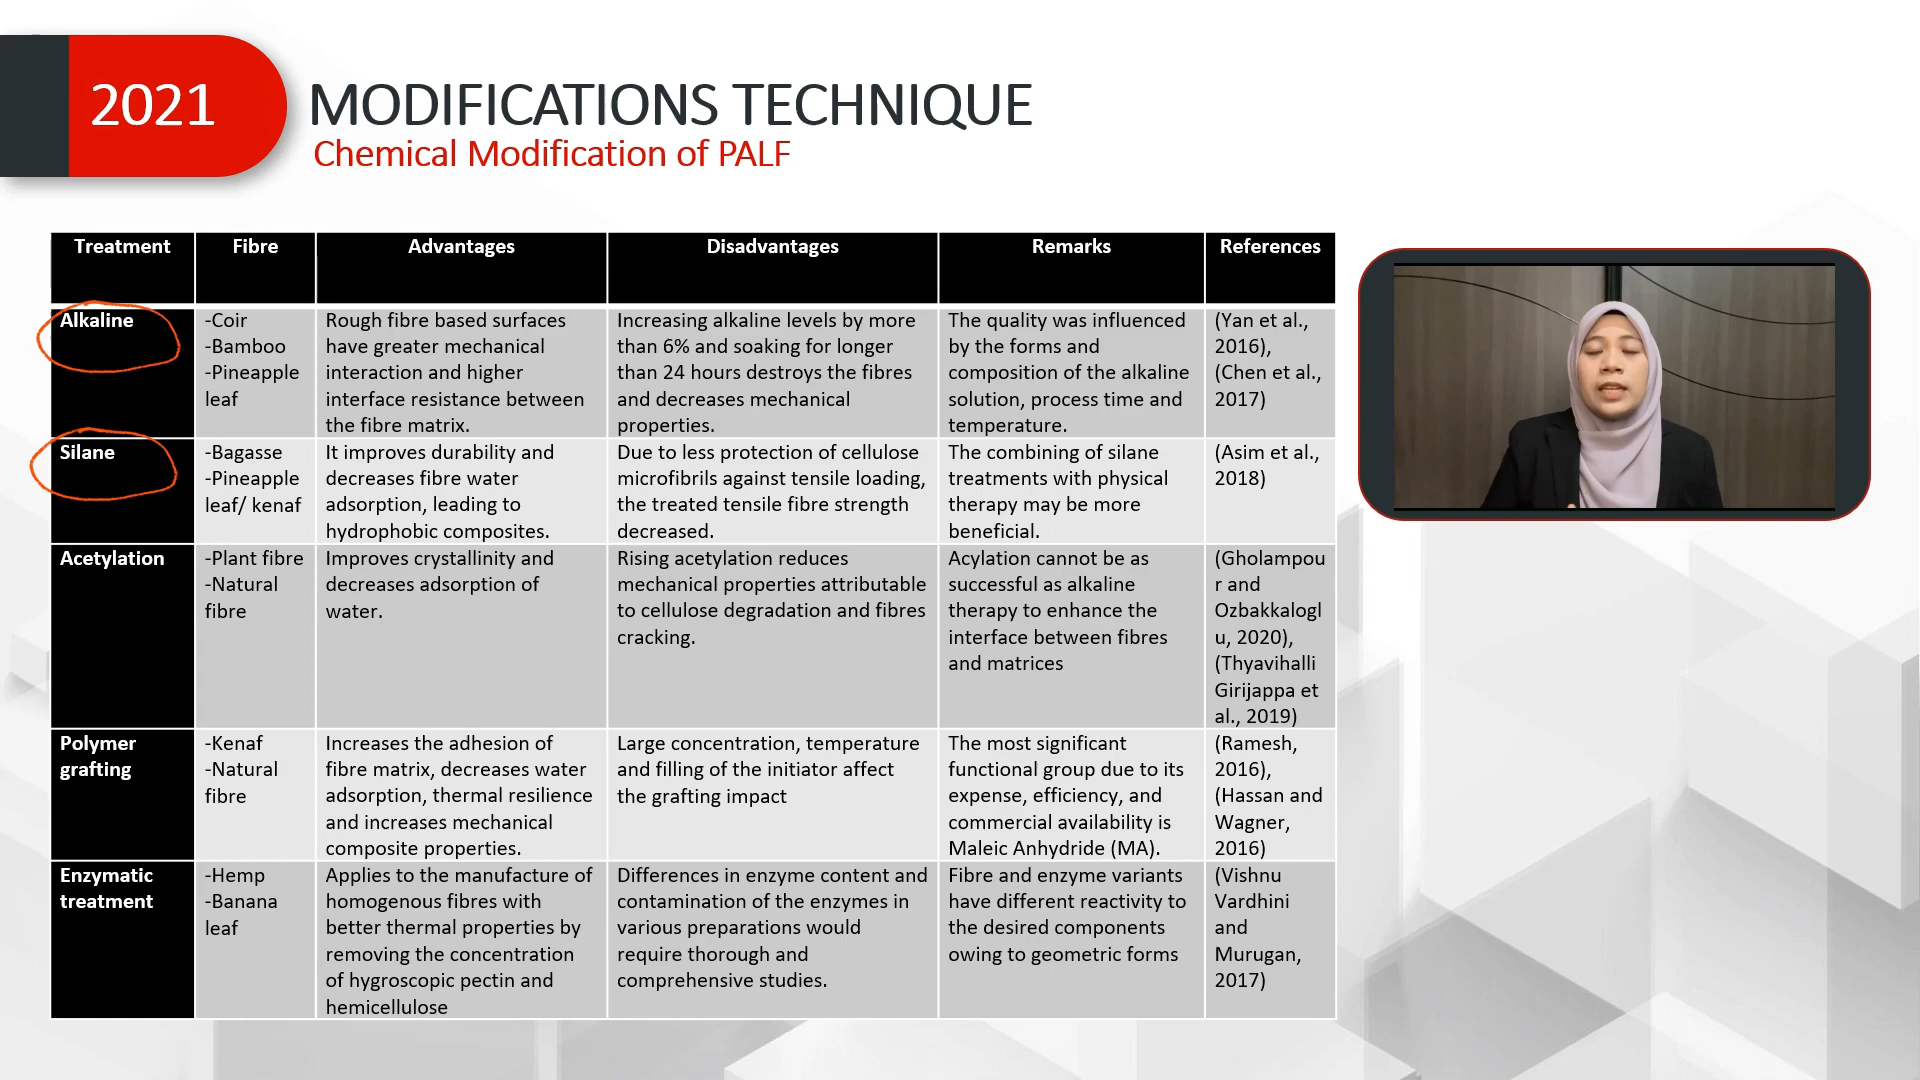 2021
MODIFICATIONS TECHNIQUE
Chemical Modification of PALF
Treatment
Fibre
Advantages
Disadvantages
Remarks
References
Alkaline
-Coir
-Bamboo
-Pineapple
leaf
Rough fibre based surfaces
have greater mechanical
interaction and higher
interface resistance between
the fibre matrix.
Increasing alkaline levels by more
than 6% and soaking for longer
than 24 hours destroys the fibres
and decreases mechanical
properties.
The quality was influenced
by the forms and
composition of the alkaline
solution, process time and
temperature.
(Yan et al.,
2016),
(Chen et al.,
2017)
Silane
-Bagasse
-Pineapple
leaf/ kenaf
It improves durability and
decreases fibre water
adsorption, leading to
hydrophobic composites.
Due to less protection of cellulose
microfibrils against tensile loading,
the treated tensile fibre strength
decreased.
The combining of silane
treatments with physical
therapy may be more
beneficial.
(Asim et al.,
2018)
Acetylation
-Plant fibre
-Natural
fibre
Improves crystallinity and
decreases adsorption of
water.
Rising acetylation reduces
mechanical properties attributable
to cellulose degradation and fibres
cracking.
Acylation cannot be as
successful as alkaline
therapy to enhance the
interface between fibres
and matrices
(Gholampou
r and
Ozbakkalogl
u, 2020),
(Thyavihalli
Girijappa et
al., 2019)
Polymer
grafting
-Kenaf
-Natural
fibre
Increases the adhesion of
fibre matrix, decreases water
adsorption, thermal resilience
and increases mechanical
composite properties.
Large concentration, temperature
and filling of the initiator affect
the grafting impact
The most significant
functional group due to its
expense, efficiency, and
commercial availability is
Maleic Anhydride (MA).
(Ramesh,
2016),
(Hassan and
Wagner,
2016)
Enzymatic
treatment
-Hemp
-Banana
leaf
Applies to the manufacture of
homogenous fibres with
better thermal properties by
removing the concentration
of hygroscopic pectin and
hemicellulose
Differences in enzyme content and
contamination of the enzymes in
various preparations would
require thorough and
comprehensive studies.
Fibre and enzyme variants
have different reactivity to
the desired components
owing to geometric forms
(Vishnu
Vardhini
and
Murugan,
2017)